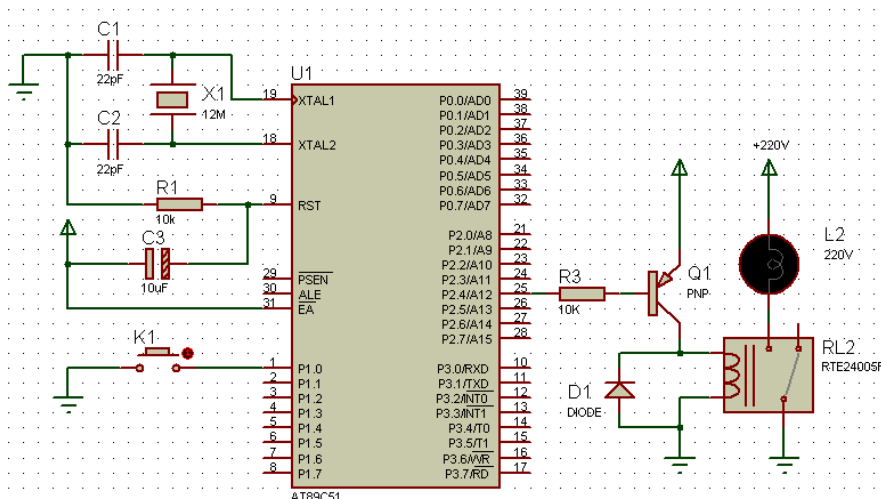 C1
22pF
X1
12M
C2
22pF
R1
10k
C3
10uF
K1
U1
19 XTAL1
18 XTAL2
9 RST
29 PSEN
30 ALE
31 EA
1 P1.0
2 P1.1
3 P1.2
4 P1.3
5 P1.4
6 P1.5
7 P1.6
8 P1.7
P0.0/AD0 39
P0.1/AD1 38
P0.2/AD2 37
P0.3/AD3 36
P0.4/AD4 35
P0.5/AD5 34
P0.6/AD6 33
P0.7/AD7 32
P2.0/A8 21
P2.1/A9 22
P2.2/A10 23
P2.3/A11 24
P2.4/A12 25
P2.5/A13 26
P2.6/A14 27
P2.7/A15 28
P3.0/RXD 10
P3.1/TXD 11
P3.2/INT0 12
P3.3/INT1 13
P3.4/T0 14
P3.5/T1 15
P3.6/WR 16
P3.7/RD 17
AT89C51
R3
10K
Q1
PNP
D1
DIODE
+220V
L2
220V
RL2